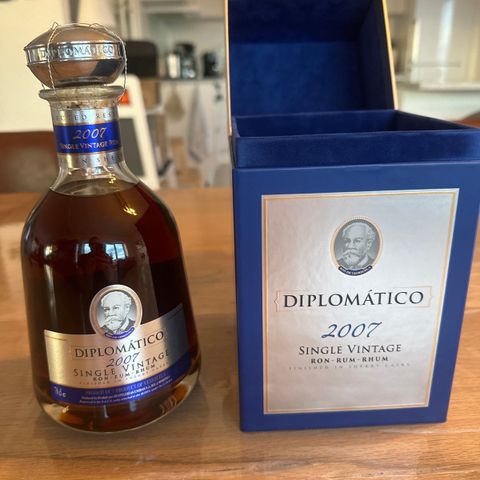 DIPLOMÁTICO
2007
SINGLE VINTAGE RUM
DIPLOMÁTICO
2007
SINGLE VINTAGE
RON-RUM-RHUM
DIPLOMÁTICO
2007
SINGLE VINTAGE
RON-RUM-RHUM
FINISHED IN SHERRY CASKS